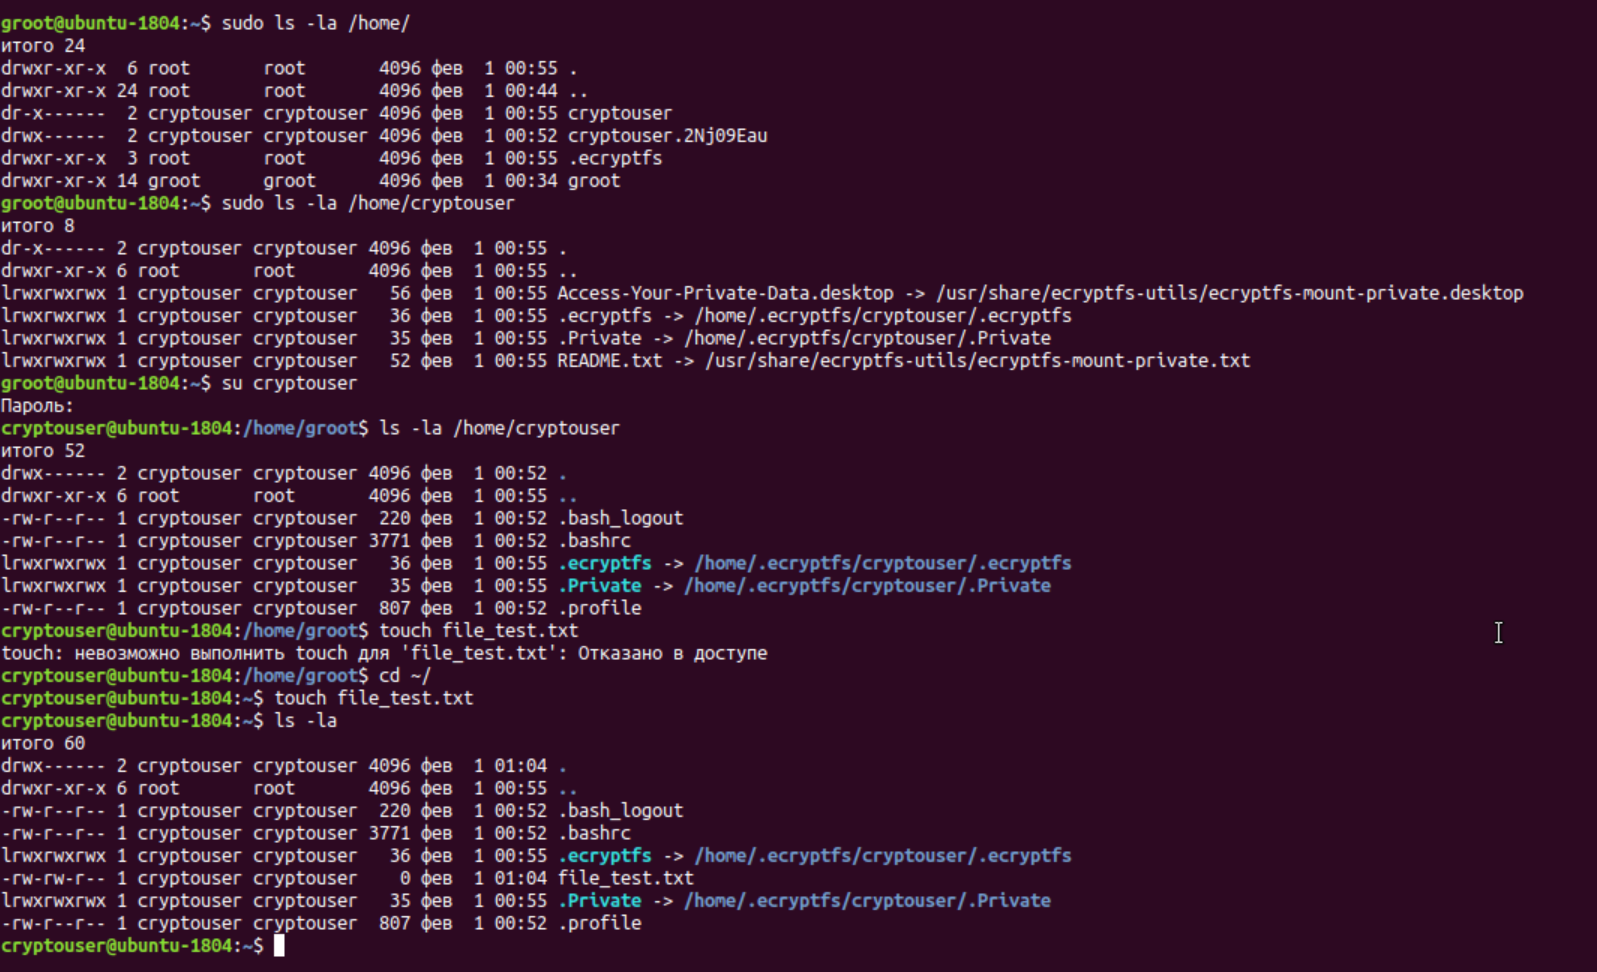 groot@ubuntu-1804:~$ sudo ls -la /home/
итого 24
drwxr-xr-x  6 root       root       4096 фев  1 00:55 .
drwxr-xr-x 24 root       root       4096 фев  1 00:44 ..
dr-x------  2 cryptouser cryptouser 4096 фев  1 00:55 cryptouser
drwx------  2 cryptouser cryptouser 4096 фев  1 00:52 cryptouser.2Nj09Eau
drwxr-xr-x  3 root       root       4096 фев  1 00:55 .ecryptfs
drwxr-xr-x 14 groot      groot      4096 фев  1 00:34 groot
groot@ubuntu-1804:~$ sudo ls -la /home/cryptouser
итого 8
dr-x------ 2 cryptouser cryptouser 4096 фев  1 00:55 .
drwxr-xr-x 6 root       root       4096 фев  1 00:55 ..
lrwxrwxrwx 1 cryptouser cryptouser   56 фев  1 00:55 Access-Your-Private-Data.desktop -> /usr/share/ecryptfs-utils/ecryptfs-mount-private.desktop
lrwxrwxrwx 1 cryptouser cryptouser   36 фев  1 00:55 .ecryptfs -> /home/.ecryptfs/cryptouser/.ecryptfs
lrwxrwxrwx 1 cryptouser cryptouser   35 фев  1 00:55 .Private -> /home/.ecryptfs/cryptouser/.Private
lrwxrwxrwx 1 cryptouser cryptouser   52 фев  1 00:55 README.txt -> /usr/share/ecryptfs-utils/ecryptfs-mount-private.txt
groot@ubuntu-1804:~$ su cryptouser
Пароль:
cryptouser@ubuntu-1804:/home/groot$ ls -la /home/cryptouser
итого 52
drwx------ 2 cryptouser cryptouser 4096 фев  1 00:52 .
drwxr-xr-x 6 root       root       4096 фев  1 00:55 ..
-rw-r--r-- 1 cryptouser cryptouser  220 фев  1 00:52 .bash_logout
-rw-r--r-- 1 cryptouser cryptouser 3771 фев  1 00:52 .bashrc
lrwxrwxrwx 1 cryptouser cryptouser   36 фев  1 00:55 .ecryptfs -> /home/.ecryptfs/cryptouser/.ecryptfs
lrwxrwxrwx 1 cryptouser cryptouser   35 фев  1 00:55 .Private -> /home/.ecryptfs/cryptouser/.Private
-rw-r--r-- 1 cryptouser cryptouser  807 фев  1 00:52 .profile
cryptouser@ubuntu-1804:/home/groot$ touch file_test.txt
touch: невозможно выполнить touch для 'file_test.txt': Отказано в доступе
cryptouser@ubuntu-1804:/home/groot$ cd ~/
cryptouser@ubuntu-1804:~$ touch file_test.txt
cryptouser@ubuntu-1804:~$ ls -la
итого 60
drwx------ 2 cryptouser cryptouser 4096 фев  1 01:04 .
drwxr-xr-x 6 root       root       4096 фев  1 00:55 ..
-rw-r--r-- 1 cryptouser cryptouser  220 фев  1 00:52 .bash_logout
-rw-r--r-- 1 cryptouser cryptouser 3771 фев  1 00:52 .bashrc
lrwxrwxrwx 1 cryptouser cryptouser   36 фев  1 00:55 .ecryptfs -> /home/.ecryptfs/cryptouser/.ecryptfs
-rw-rw-r-- 1 cryptouser cryptouser    0 фев  1 01:04 file_test.txt
lrwxrwxrwx 1 cryptouser cryptouser   35 фев  1 00:55 .Private -> /home/.ecryptfs/cryptouser/.Private
-rw-r--r-- 1 cryptouser cryptouser  807 фев  1 00:52 .profile
cryptouser@ubuntu-1804:~$